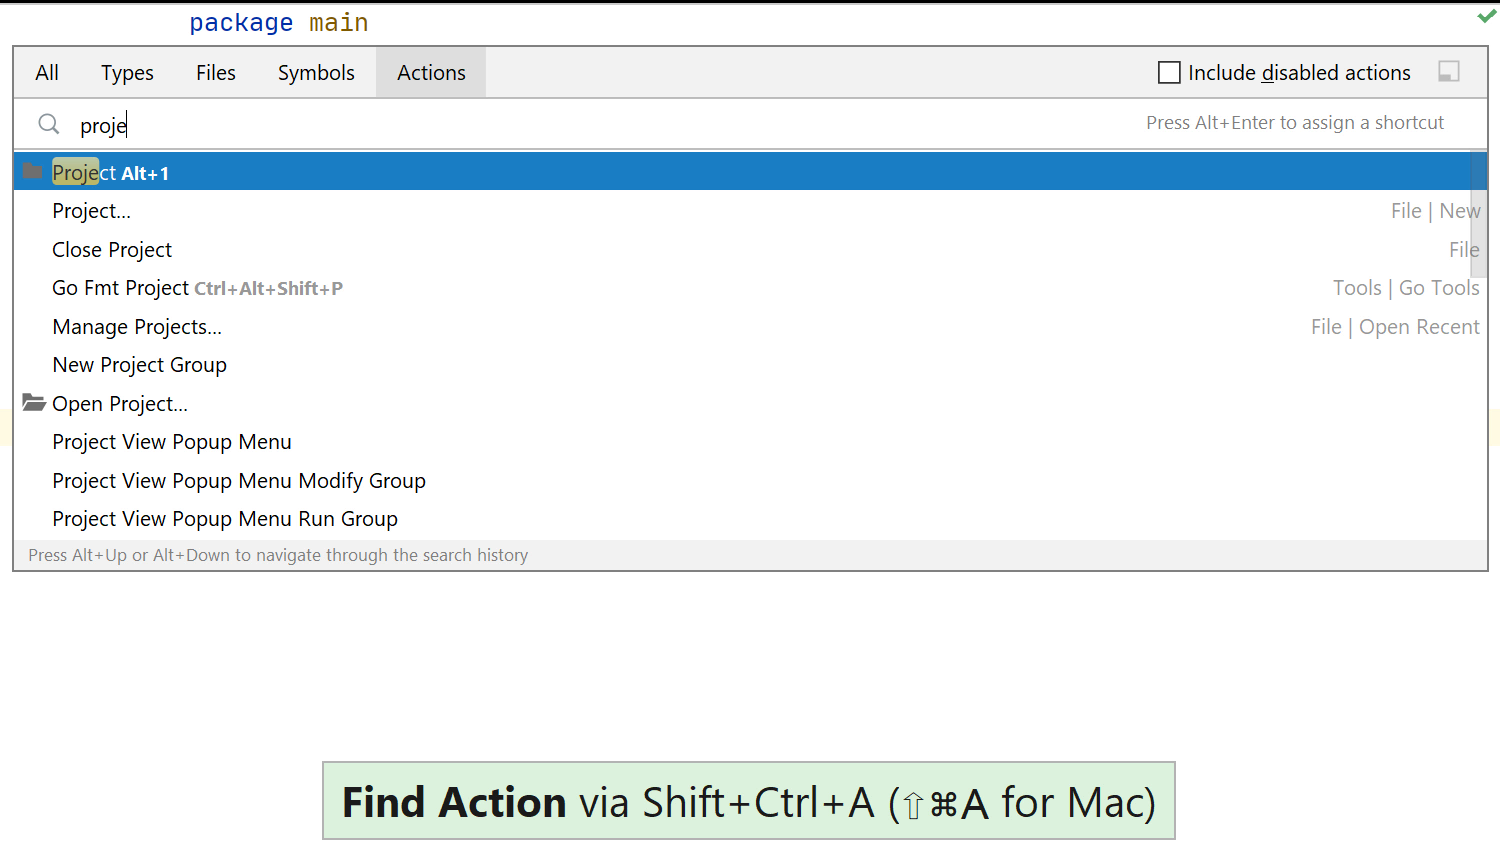 package main
All Types Files Symbols Actions Include disabled actions
proje Press Alt+Enter to assign a shortcut
Project Alt+1
Project... File | New
Close Project File
Go Fmt Project Ctrl+Alt+Shift+P Tools | Go Tools
Manage Projects... File | Open Recent
New Project Group
Open Project...
Project View Popup Menu
Project View Popup Menu Modify Group
Project View Popup Menu Run Group
Press Alt+Up or Alt+Down to navigate through the search history
Find Action via Shift+Ctrl+A (⇧⌘A for Mac)